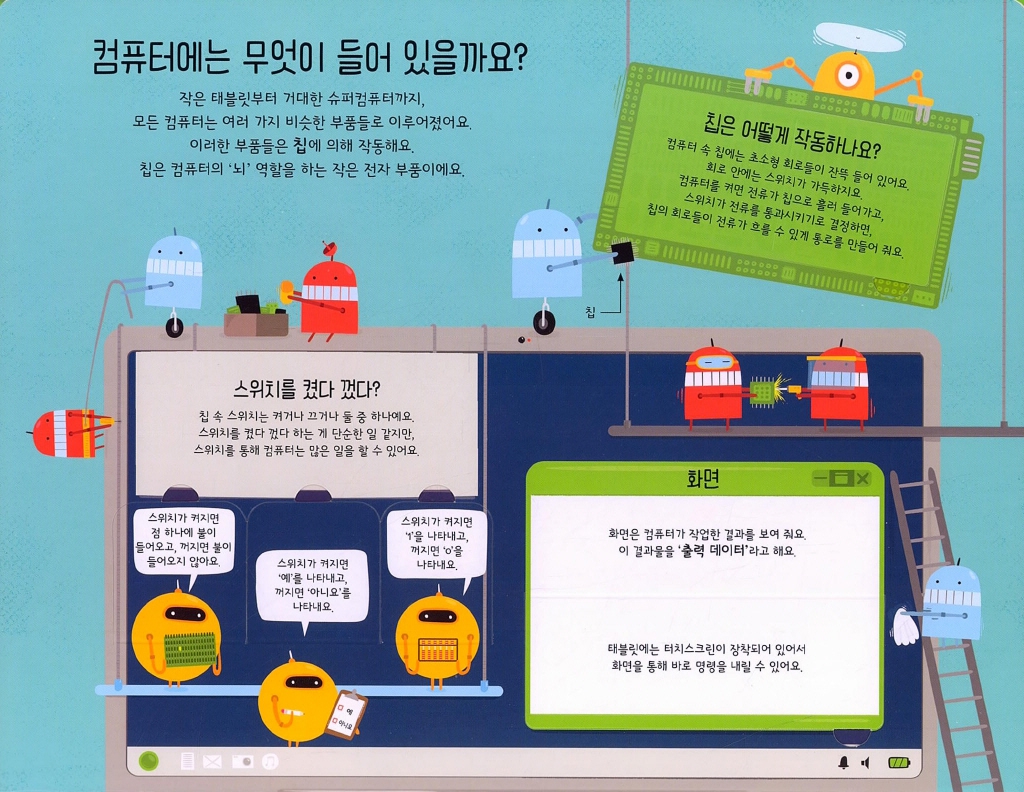 컴퓨터에는 무엇이 들어 있을까요?
작은 태블릿부터 거대한 슈퍼컴퓨터까지,
모든 컴퓨터는 여러 가지 비슷한 부품들로 이루어졌어요.
이러한 부품들은 칩에 의해 작동해요.
칩은 컴퓨터의 ‘뇌’ 역할을 하는 작은 전자 부품이에요.
칩은 어떻게 작동하나요?
컴퓨터 속 칩에는 초소형 회로들이 잔뜩 들어 있어요.
회로 안에는 스위치가 가득하지요.
컴퓨터를 켜면 전류가 칩으로 흘러 들어가고,
스위치가 전류를 통과시키기로 결정하면,
칩의 회로들이 전류가 흐를 수 있게 통로를 만들어 줘요.
칩
스위치를 켰다 껐다?
칩 속 스위치는 켜거나 끄거나 둘 중 하나예요.
스위치를 켰다 껐다 하는 게 단순한 일 같지만,
스위치를 통해 컴퓨터는 많은 일을 할 수 있어요.
스위치가 켜지면
점 하나에 불이
들어오고, 꺼지면 불이
들어오지 않아요.
스위치가 켜지면
‘예’를 나타내고,
꺼지면 ‘아니요’를
나타내요.
스위치가 켜지면
‘1’을 나타내고,
꺼지면 ‘0’을
나타내요.
예
아니요
화면
화면은 컴퓨터가 작업한 결과를 보여 줘요.
이 결과물을 ‘출력 데이터’라고 해요.
태블릿에는 터치스크린이 장착되어 있어서
화면을 통해 바로 명령을 내릴 수 있어요.